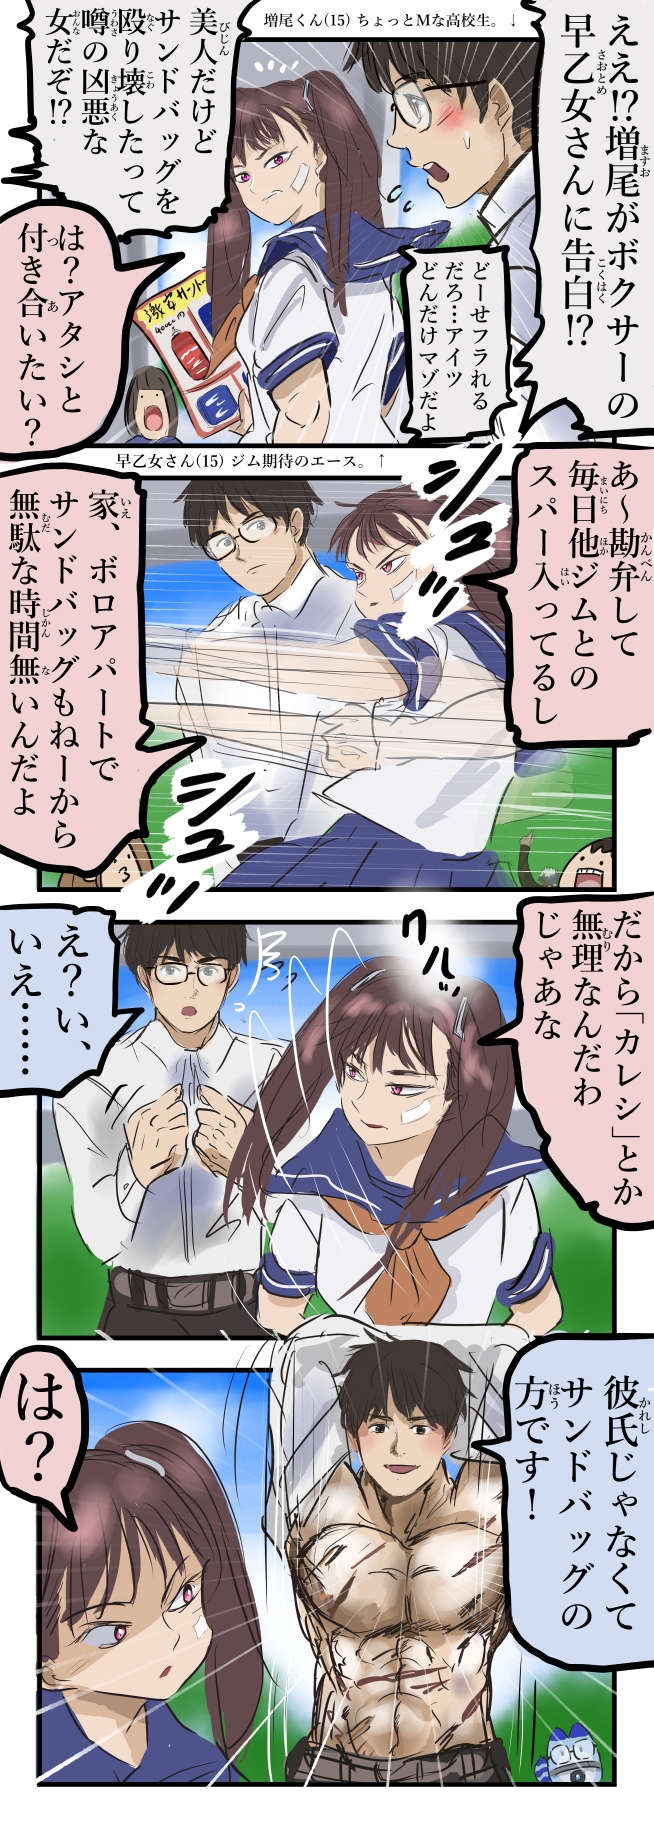 増尾くん(15) ちょっとMな高校生。↓
ええ!?増尾がボクサーの
早乙女さんに告白!?
美人だけど
サンドバッグを
殴り壊したって
噂の凶悪な
女だぞ!?
どーせフラれる
だろ…アイツ
どんだけマゾだよ
は？アタシと
付き合いたい？
激安サンドバ
早乙女さん(15) ジム期待のエース。↑
あ～勘弁して
毎日他ジムとの
スパー入ってるし
シュッ
家、ボロアパートで
サンドバッグもねーから
無駄な時間無いんだよ
シュッ
だから「カレシ」とか
無理なんだわ
じゃあな
クルッ
え？い、
いえ……
彼氏じゃなくて
サンドバッグの
方です！
は？